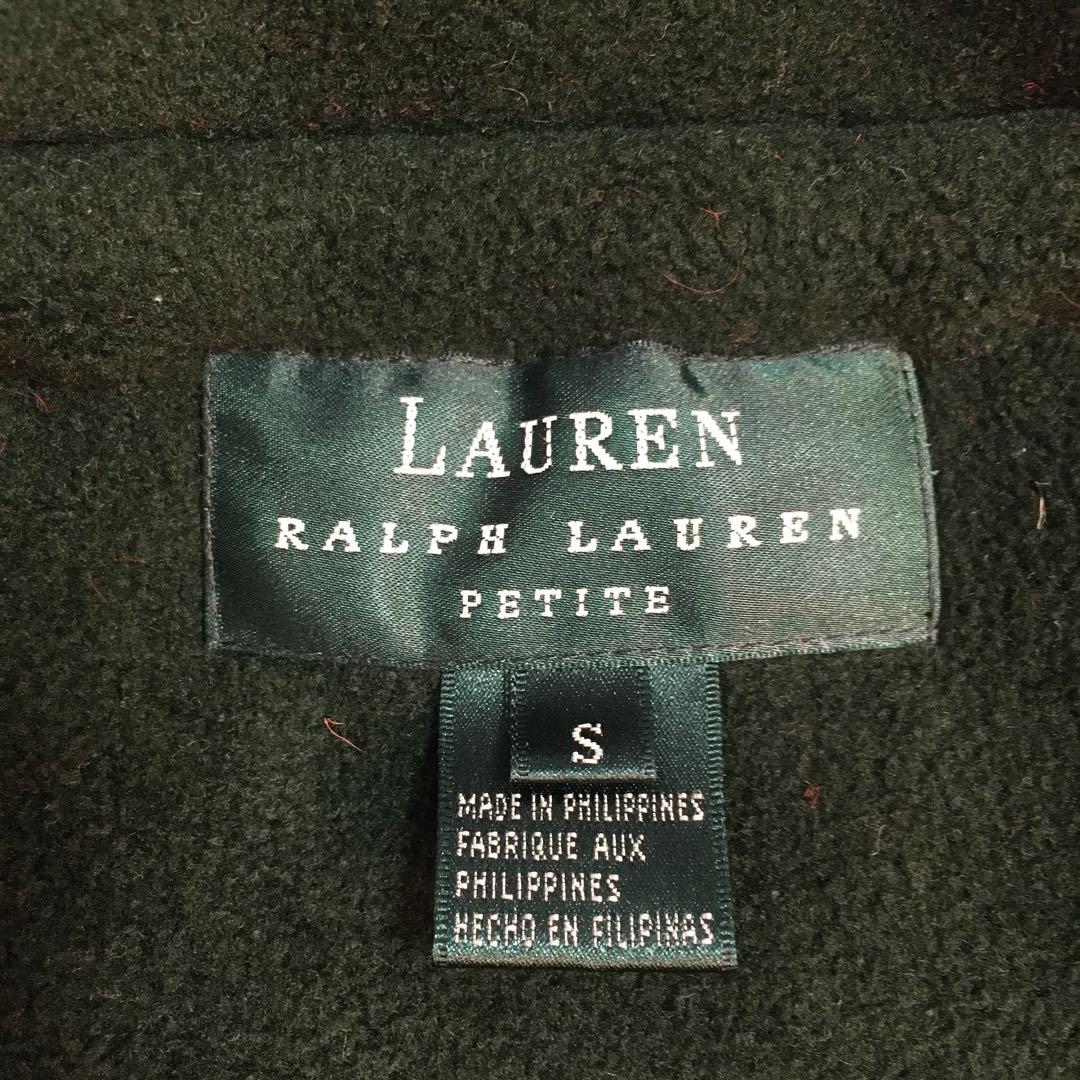 LAUREN
RALPH LAUREN
PETITE
S
MADE IN PHILIPPINES
FABRIQUE AUX
PHILIPPINES
HECHO EN FILIPINAS